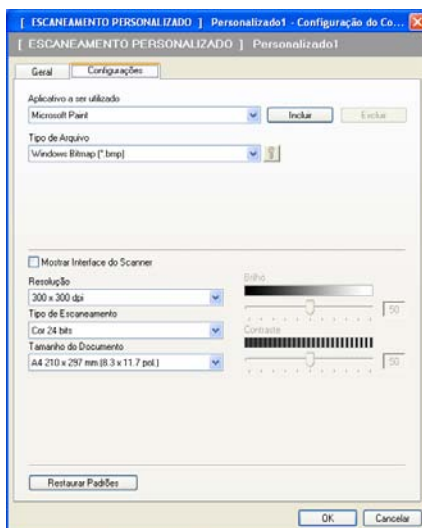 [ ESCANEAMENTO PERSONALIZADO ] Personalizado1 - Configuração do Co...
[ ESCANEAMENTO PERSONALIZADO ] Personalizado1
Geral Configurações
Aplicativo a ser utilizado
Microsoft Paint Incluir Excluir
Tipo de Arquivo
Windows Bitmap (*.bmp)
Mostrar Interface do Scanner
Resolução Brilho
300 x 300 dpi 50
Tipo de Escaneamento
Cor 24 bits Contraste
Tamanho do Documento
A4 210 x 297 mm (8.3 x 11.7 pol.) 50
Restaurar Padrões
OK Cancelar